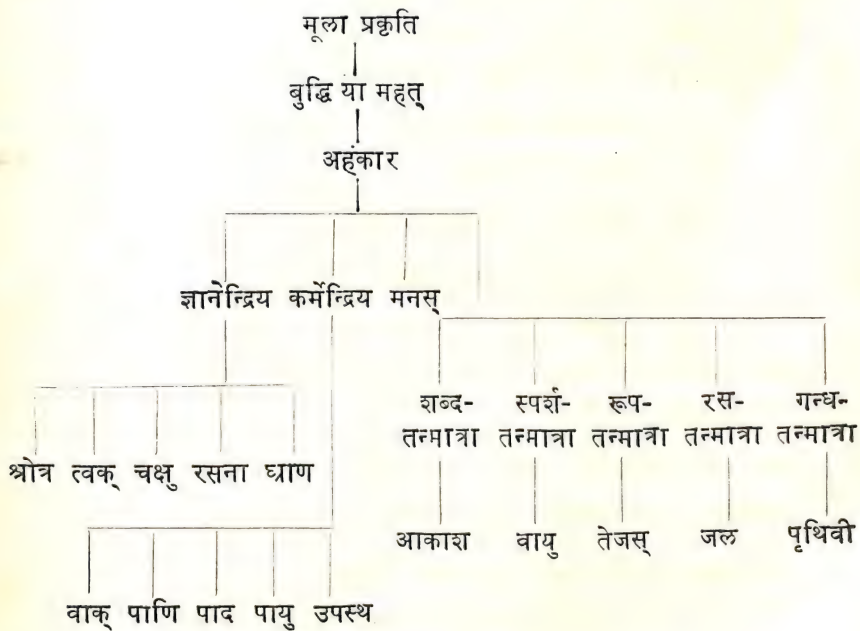 मूला प्रकृति
बुद्धि या महत्
अहंकार
ज्ञानेन्द्रिय कर्मेन्द्रिय मनस्
शब्द- स्पर्श- रूप- रस- गन्ध-
तन्मात्रा तन्मात्रा तन्मात्रा तन्मात्रा तन्मात्रा
श्रोत्र त्वक् चक्षु रसना घ्राण
आकाश वायु तेजस् जल पृथिवी
वाक् पाणि पाद पायु उपस्थ